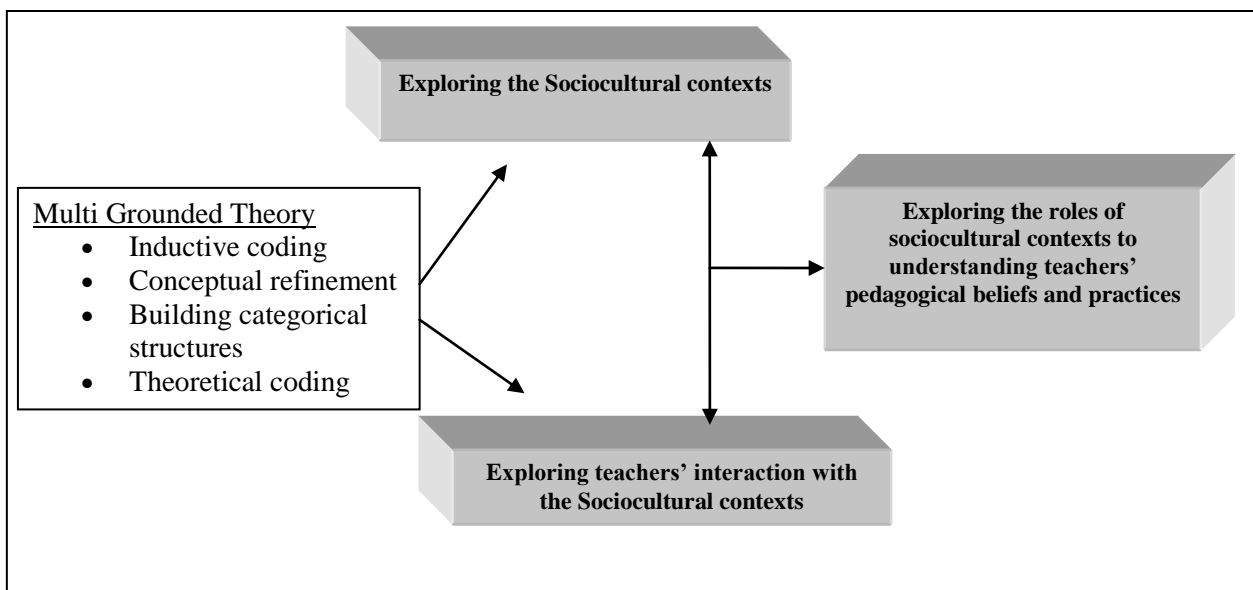 Exploring the Sociocultural contexts
Multi Grounded Theory
• Inductive coding
• Conceptual refinement
• Building categorical
structures
• Theoretical coding
Exploring the roles of
sociocultural contexts to
understanding teachers’
pedagogical beliefs and practices
Exploring teachers’ interaction with
the Sociocultural contexts